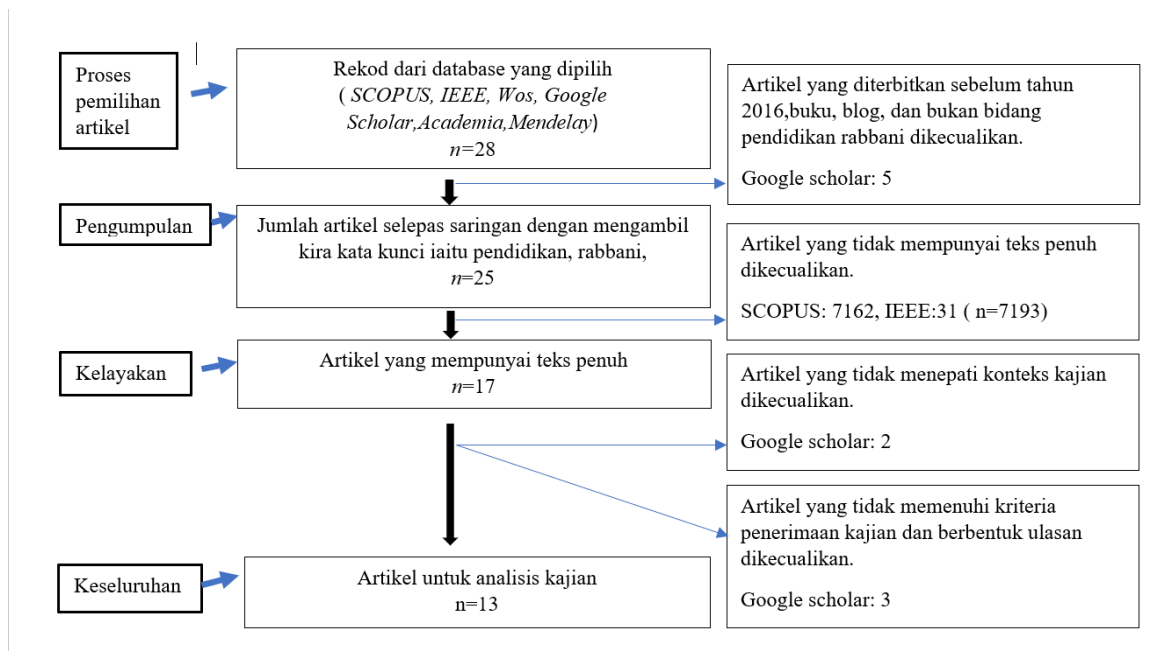 Proses
pemilihan
artikel
Rekod dari database yang dipilih
( SCOPUS, IEEE, Wos, Google
Scholar,Academia,Mendelay)
n=28
Artikel yang diterbitkan sebelum tahun
2016,buku, blog, dan bukan bidang
pendidikan rabbani dikecualikan.
Google scholar: 5
Pengumpulan
Jumlah artikel selepas saringan dengan mengambil
kira kata kunci iaitu pendidikan, rabbani,
n=25
Artikel yang tidak mempunyai teks penuh
dikecualikan.
SCOPUS: 7162, IEEE:31 ( n=7193)
Kelayakan
Artikel yang mempunyai teks penuh
n=17
Artikel yang tidak menepati konteks kajian
dikecualikan.
Google scholar: 2
Artikel yang tidak memenuhi kriteria
penerimaan kajian dan berbentuk ulasan
dikecualikan.
Google scholar: 3
Keseluruhan
Artikel untuk analisis kajian
n=13